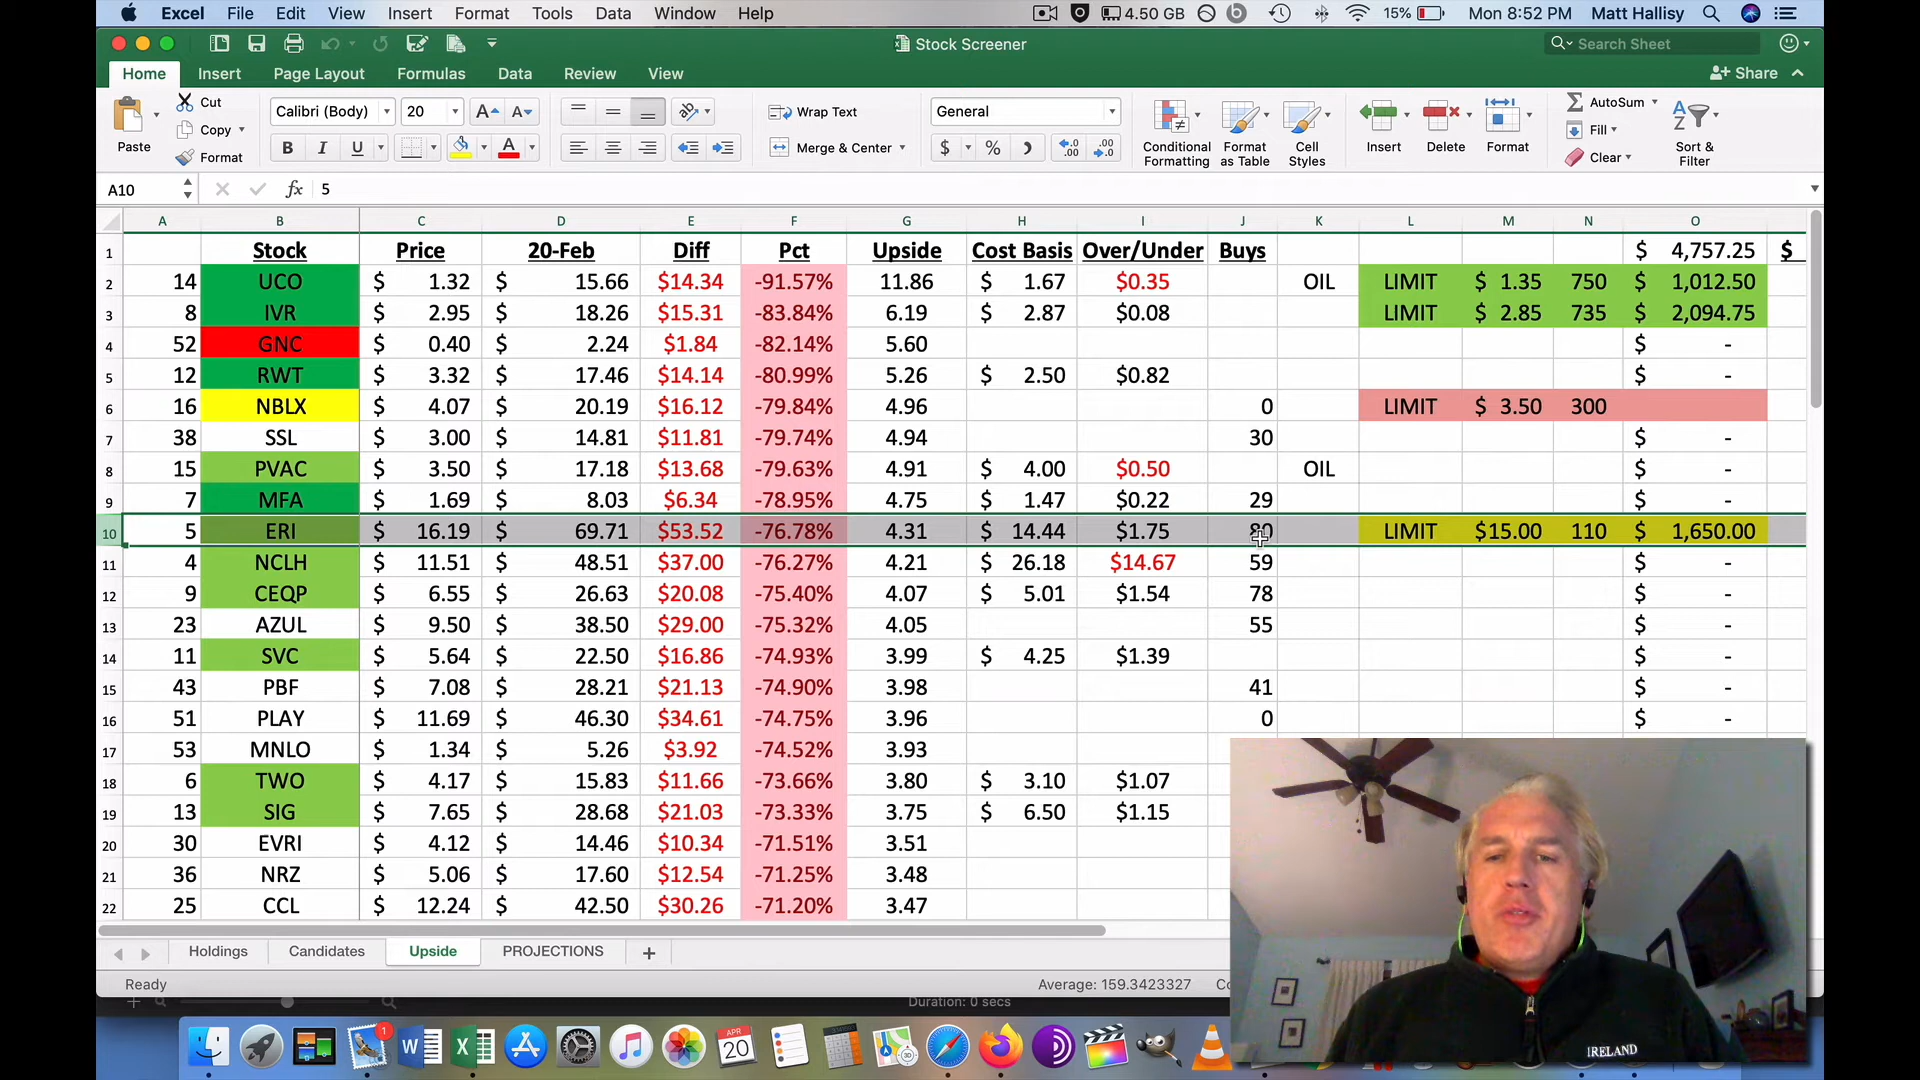 Excel File Edit View Insert Format Tools Data Window Help 4.50 GB 15% Mon 8:52 PM Matt Hallisy
Stock Screener Search Sheet
Home Insert Page Layout Formulas Data Review View Share
Paste Cut Copy Format
Calibri (Body) 20 A A Wrap Text General
B I U A Merge & Center $ % .00 .00
Conditional Formatting Format as Table Cell Styles Insert Delete Format AutoSum Fill Clear Sort & Filter
A10 fx 5
A B C D E F G H I J K L M N O
1 Stock Price 20-Feb Diff Pct Upside Cost Basis Over/Under Buys $ 4,757.25 $
2 14 UCO $ 1.32 $ 15.66 $14.34 -91.57% 11.86 $ 1.67 $0.35 OIL LIMIT $ 1.35 750 $ 1,012.50
3 8 IVR $ 2.95 $ 18.26 $15.31 -83.84% 6.19 $ 2.87 $0.08 LIMIT $ 2.85 735 $ 2,094.75
4 52 GNC $ 0.40 $ 2.24 $1.84 -82.14% 5.60 $ -
5 12 RWT $ 3.32 $ 17.46 $14.14 -80.99% 5.26 $ 2.50 $0.82 $ -
6 16 NBLX $ 4.07 $ 20.19 $16.12 -79.84% 4.96 0 LIMIT $ 3.50 300
7 38 SSL $ 3.00 $ 14.81 $11.81 -79.74% 4.94 30 $ -
8 15 PVAC $ 3.50 $ 17.18 $13.68 -79.63% 4.91 $ 4.00 $0.50 OIL $ -
9 7 MFA $ 1.69 $ 8.03 $6.34 -78.95% 4.75 $ 1.47 $0.22 29 $ -
10 5 ERI $ 16.19 $ 69.71 $53.52 -76.78% 4.31 $ 14.44 $1.75 80 LIMIT $15.00 110 $ 1,650.00
11 4 NCLH $ 11.51 $ 48.51 $37.00 -76.27% 4.21 $ 26.18 $14.67 59 $ -
12 9 CEQP $ 6.55 $ 26.63 $20.08 -75.40% 4.07 $ 5.01 $1.54 78 $ -
13 23 AZUL $ 9.50 $ 38.50 $29.00 -75.32% 4.05 55 $ -
14 11 SVC $ 5.64 $ 22.50 $16.86 -74.93% 3.99 $ 4.25 $1.39 $ -
15 43 PBF $ 7.08 $ 28.21 $21.13 -74.90% 3.98 41 $ -
16 51 PLAY $ 11.69 $ 46.30 $34.61 -74.75% 3.96 0 $ -
17 53 MNLO $ 1.34 $ 5.26 $3.92 -74.52% 3.93
18 6 TWO $ 4.17 $ 15.83 $11.66 -73.66% 3.80 $ 3.10 $1.07
19 13 SIG $ 7.65 $ 28.68 $21.03 -73.33% 3.75 $ 6.50 $1.15
20 30 EVRI $ 4.12 $ 14.46 $10.34 -71.51% 3.51
21 36 NRZ $ 5.06 $ 17.60 $12.54 -71.25% 3.48
22 25 CCL $ 12.24 $ 42.50 $30.26 -71.20% 3.47
Holdings Candidates Upside PROJECTIONS +
Ready Average: 159.3423327
Duration: 0 secs
1 APR 20
IRELAND